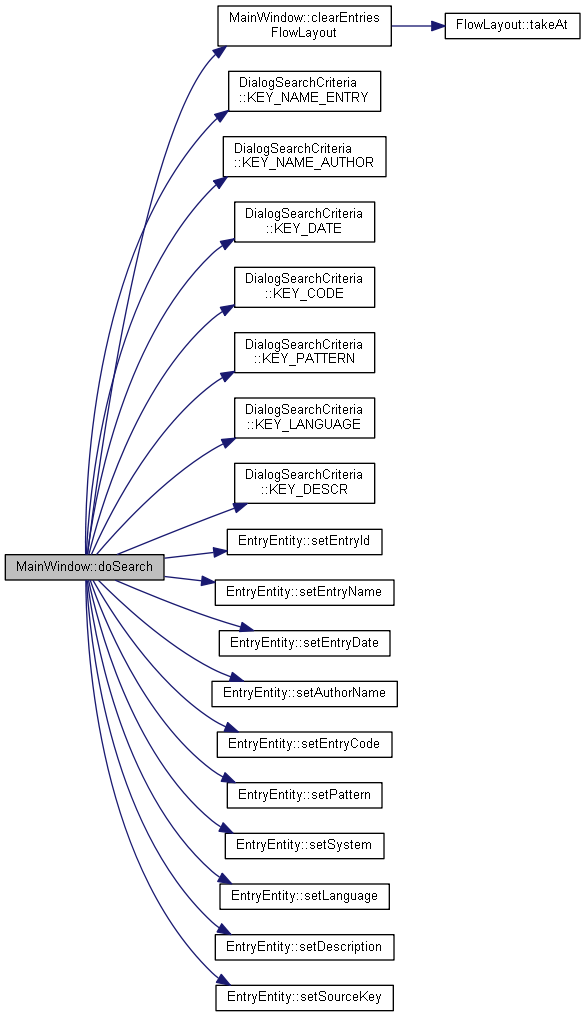 MainWindow::clearEntries
FlowLayout
FlowLayout::takeAt
DialogSearchCriteria
::KEY_NAME_ENTRY
DialogSearchCriteria
::KEY_NAME_AUTHOR
DialogSearchCriteria
::KEY_DATE
DialogSearchCriteria
::KEY_CODE
DialogSearchCriteria
::KEY_PATTERN
DialogSearchCriteria
::KEY_LANGUAGE
DialogSearchCriteria
::KEY_DESCR
EntryEntity::setEntryId
MainWindow::doSearch
EntryEntity::setEntryName
EntryEntity::setEntryDate
EntryEntity::setAuthorName
EntryEntity::setEntryCode
EntryEntity::setPattern
EntryEntity::setSystem
EntryEntity::setLanguage
EntryEntity::setDescription
EntryEntity::setSourceKey